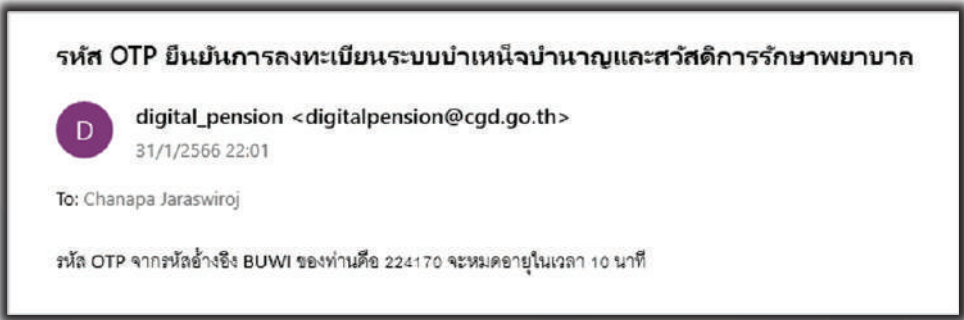 รหัส OTP ยืนยันการลงทะเบียนระบบบำเหน็จบำนาญและสวัสดิการรักษาพยาบาล
D
digital_pension <digitalpension@cgd.go.th>
31/1/2566 22:01
To: Chanapa Jaraswiroj
รหัส OTP จากรหัสอ้างอิง BUWI ของท่านคือ 224170 จะหมดอายุในเวลา 10 นาที